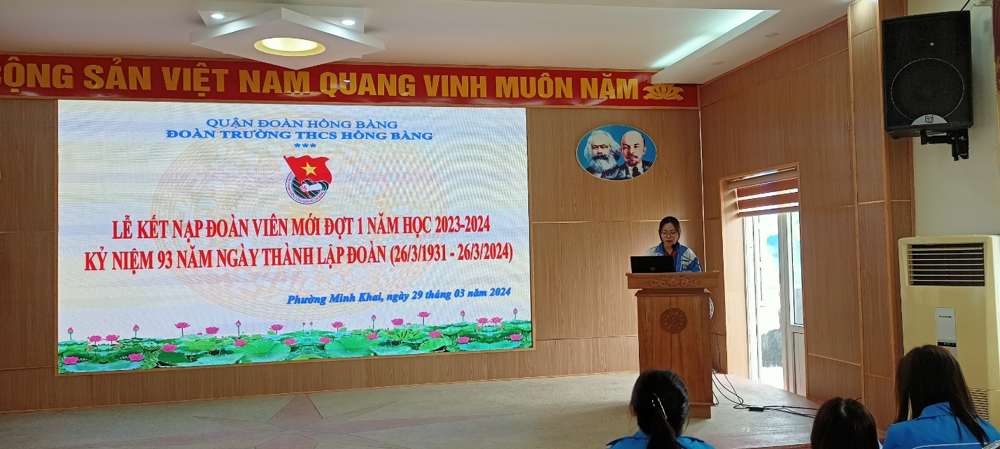 CỘNG SẢN VIỆT NAM QUANG VINH MUÔN NĂM
QUẬN ĐOÀN HỒNG BÀNG
ĐOÀN TRƯỜNG THCS HỒNG BÀNG
***
LỄ KẾT NẠP ĐOÀN VIÊN MỚI ĐỢT 1 NĂM HỌC 2023-2024
KỶ NIỆM 93 NĂM NGÀY THÀNH LẬP ĐOÀN (26/3/1931 - 26/3/2024)
Phường Minh Khai, ngày 29 tháng 03 năm 2024